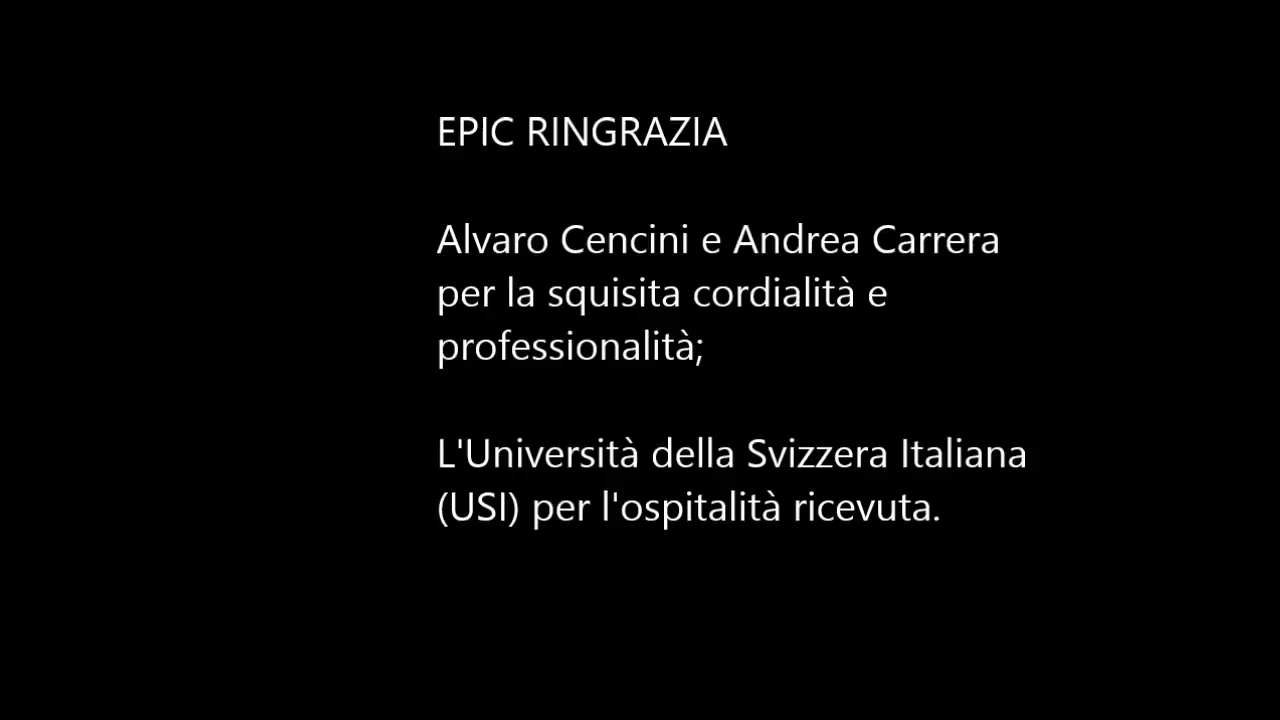 EPIC RINGRAZIA
Alvaro Cencini e Andrea Carrera
per la squisita cordialità e
professionalità;
L'Università della Svizzera Italiana
(USI) per l'ospitalità ricevuta.